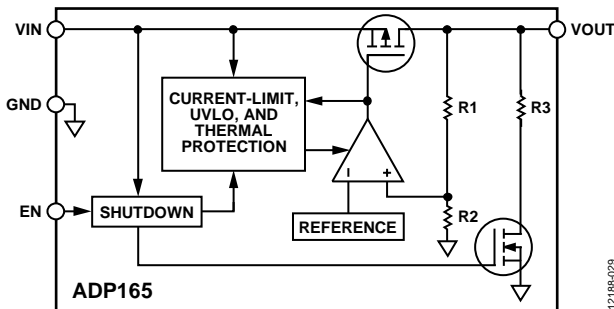 VIN
VOUT
GND
CURRENT-LIMIT,
UVLO, AND
THERMAL
PROTECTION
R1
R3
EN
SHUTDOWN
REFERENCE
R2
ADP165
12188-029